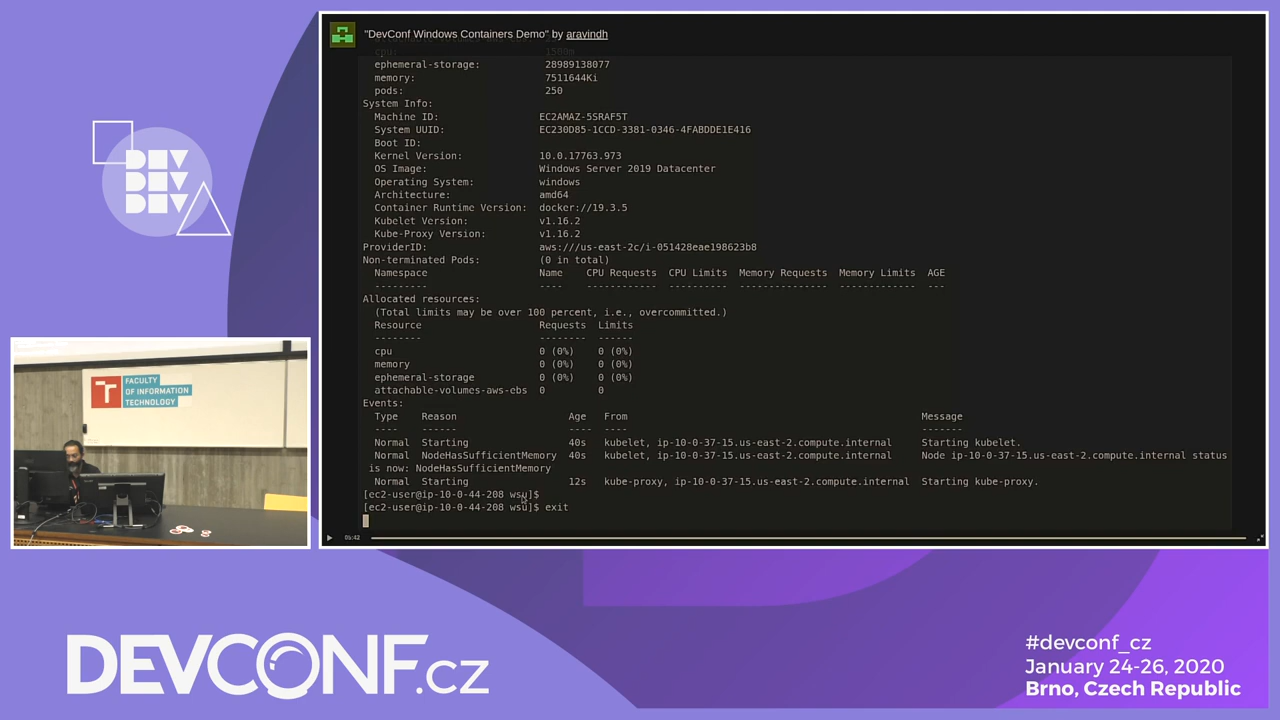 "DevConf Windows Containers Demo" by aravindh
cpu: 1500m
ephemeral-storage: 28989138077
memory: 7511644Ki
pods: 250
System Info:
Machine ID: EC2AMAZ-5SRAF5T
System UUID: EC230D85-1CCD-3381-0346-4FABDDE1E416
Boot ID:
Kernel Version: 10.0.17763.973
OS Image: Windows Server 2019 Datacenter
Operating System: windows
Architecture: amd64
Container Runtime Version: docker://19.3.5
Kubelet Version: v1.16.2
Kube-Proxy Version: v1.16.2
ProviderID: aws:///us-east-2c/i-051428eae198623b8
Non-terminated Pods: (0 in total)
Namespace Name CPU Requests CPU Limits Memory Requests Memory Limits AGE
--------- ---- ------------ ---------- --------------- ------------- ---
Allocated resources:
(Total limits may be over 100 percent, i.e., overcommitted.)
Resource Requests Limits
-------- -------- ------
cpu 0 (0%) 0 (0%)
memory 0 (0%) 0 (0%)
ephemeral-storage 0 (0%) 0 (0%)
attachable-volumes-aws-ebs 0 0
Events:
Type Reason Age From Message
---- ------ ---- ---- -------
Normal Starting 40s kubelet, ip-10-0-37-15.us-east-2.compute.internal Starting kubelet.
Normal NodeHasSufficientMemory 40s kubelet, ip-10-0-37-15.us-east-2.compute.internal Node ip-10-0-37-15.us-east-2.compute.internal status
is now: NodeHasSufficientMemory
Normal Starting 12s kube-proxy, ip-10-0-37-15.us-east-2.compute.internal Starting kube-proxy.
[ec2-user@ip-10-0-44-208 wsu]$
[ec2-user@ip-10-0-44-208 wsu]$ exit
05:42
DEV
DEV
DEV
FACULTY
OF INFORMATION
TECHNOLOGY
DEVCONF.cz
#devconf_cz
January 24-26, 2020
Brno, Czech Republic